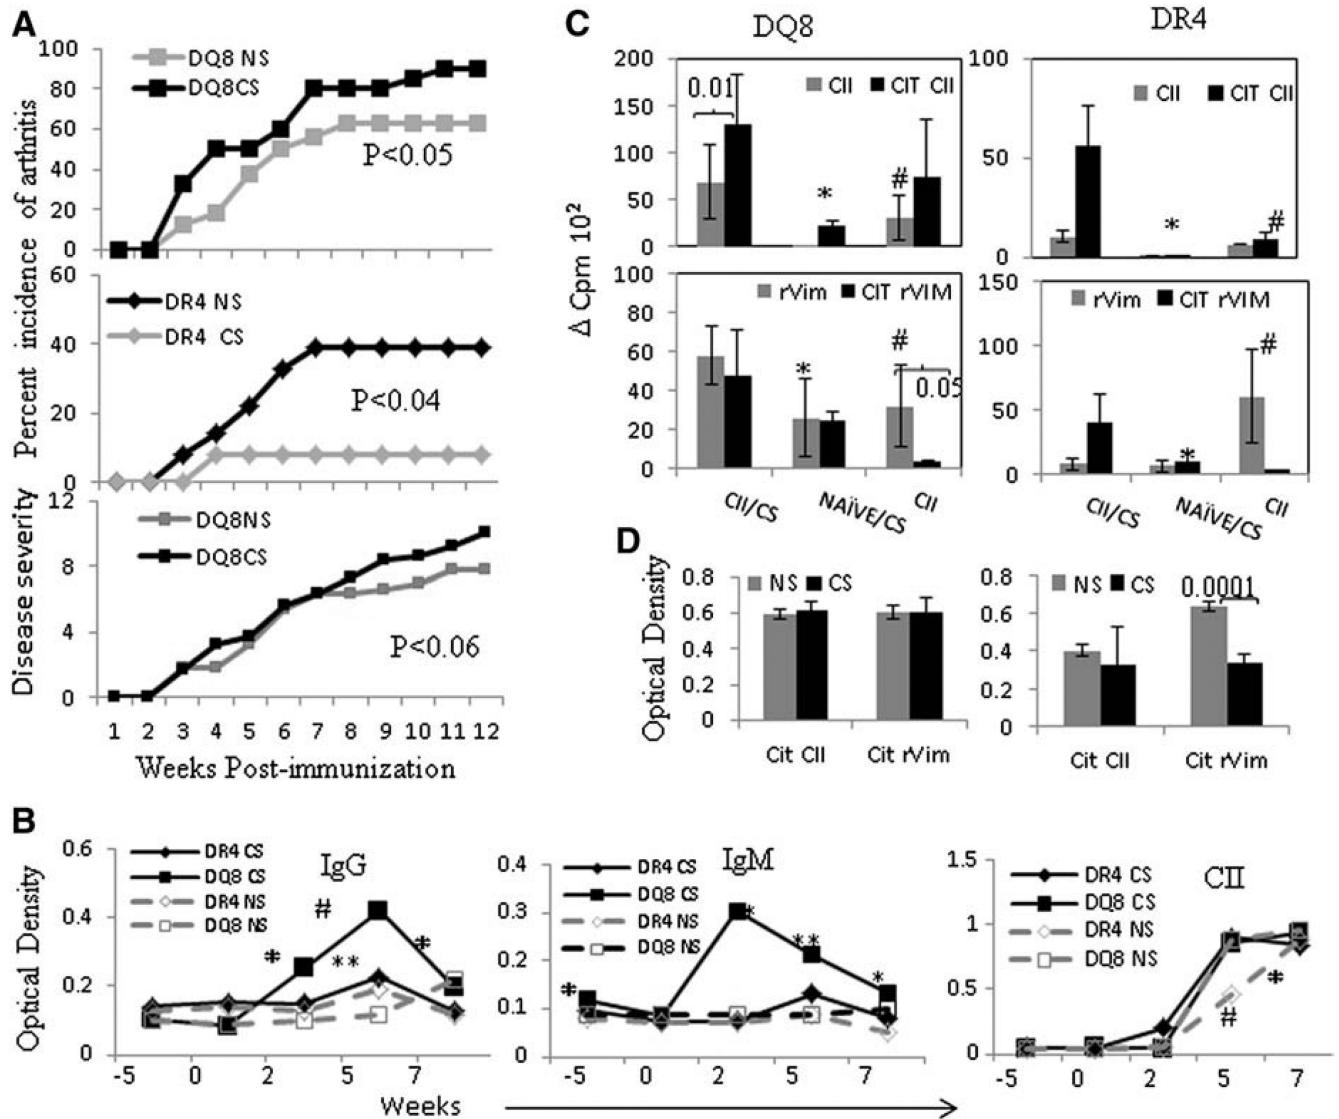 A
Percent incidence of arthritis
100
80
60
40
20
0
DQ8 NS
DQ8CS
P<0.05
60
40
20
0
DR4 NS
DR4 CS
P<0.04
Disease severity
12
8
4
0
DQ8NS
DQ8CS
P<0.06
1 2 3 4 5 6 7 8 9 10 11 12
Weeks Post-immunization
C
DQ8
DR4
Δ Cpm 10²
200
150
100
50
0
CII CIT CII
0.01
*
#
100
50
0
CII CIT CII
*
#
100
80
60
40
20
0
rVim CIT rVIM
*
#
0.05
CII/CS NAÏVE/CS CII
150
100
50
0
rVim CIT rVIM
*
#
CII/CS NAÏVE/CS CII
D
Optical Density
0.8
0.6
0.4
0.2
0
NS CS
Cit CII Cit rVim
0.8
0.6
0.4
0.2
0
NS CS
0.0001
Cit CII Cit rVim
B
Optical Density
0.6
0.4
0.2
0
DR4 CS
DQ8 CS
DR4 NS
DQ8 NS
IgG
#
*
**
*
-5 0 2 5 7
0.4
0.3
0.2
0.1
0
DR4 CS
DQ8 CS
DR4 NS
DQ8 NS
IgM
*
*
**
*
-5 0 2 5 7
1.5
1
0.5
0
DR4 CS
DQ8 CS
DR4 NS
DQ8 NS
CII
*
#
-5 0 2 5 7
Weeks